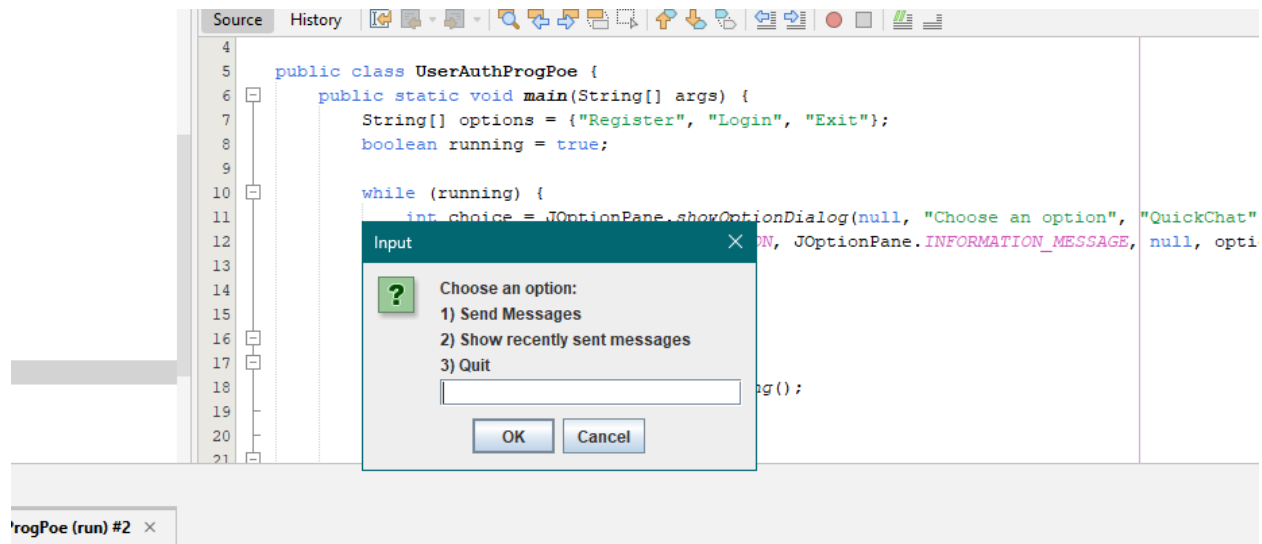 Source History
4
5 public class UserAuthProgPoe {
6 public static void main(String[] args) {
7 String[] options = {"Register", "Login", "Exit"};
8 boolean running = true;
9
10 while (running) {
11 int choice = JOptionPane.showOptionDialog(null, "Choose an option", "QuickChat"
12 ON, JOptionPane.INFORMATION_MESSAGE, null, opti
13
14
15
16
17
18 ng();
19
20
21
Input
Choose an option:
1) Send Messages
2) Show recently sent messages
3) Quit
OK Cancel
rogPoe (run) #2